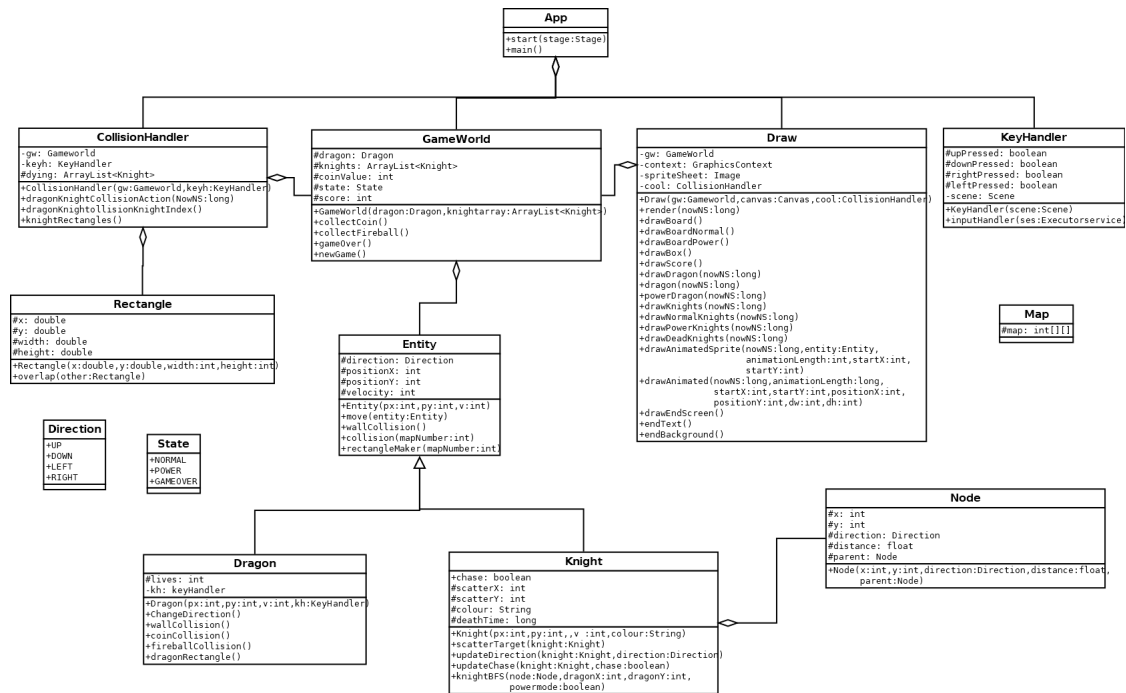 App
+start(stage:Stage)
+main()
CollisionHandler
-gw: Gameworld
-keyh: KeyHandler
#dying: ArrayList<Knight>
+CollisionHandler(gw:Gameworld,keyh:KeyHandler)
+dragonKnightCollisionAction(NowNS:long)
+dragonKnightollisionKnightIndex()
+knightRectangles()
GameWorld
#dragon: Dragon
#knights: ArrayList<Knight>
#coinValue: int
#state: State
#score: int
+GameWorld(dragon:Dragon,knightarray:ArrayList<Knight>)
+collectCoin()
+collectFireball()
+gameOver()
+newGame()
Draw
-gw: GameWorld
-context: GraphicsContext
-spriteSheet: Image
-cool: CollisionHandler
+Draw(gw:Gameworld,canvas:Canvas,cool:CollisionHandler)
+render(nowNS:long)
+drawBoard()
+drawBoardNormal()
+drawBoardPower()
+drawBox()
+drawScore()
+drawDragon(nowNS:long)
+dragon(nowNS:long)
+powerDragon(nowNS:long)
+drawKnights(nowNS:long)
+drawNormalKnights(nowNS:long)
+drawPowerKnights(nowNS:long)
+drawDeadKnights(nowNS:long)
+drawAnimatedSprite(nowNS:long,entity:Entity,
animationLength:int,startX:int,
startY:int)
+drawAnimated(nowNS:long,animationLength:long,
startX:int,startY:int,positionX:int,
positionY:int,dw:int,dh:int)
+drawEndScreen()
+endText()
+endBackground()
KeyHandler
#upPressed: boolean
#downPressed: boolean
#rightPressed: boolean
#leftPressed: boolean
-scene: Scene
+KeyHandler(scene:Scene)
+inputHandler(ses:Executorservice)
Rectangle
#x: double
#y: double
#width: double
#height: double
+Rectangle(x:double,y:double,width:int,height:int)
+overlap(other:Rectangle)
Map
#map: int[][]
Entity
#direction: Direction
#positionX: int
#positionY: int
#velocity: int
+Entity(px:int,py:int,v:int)
+move(entity:Entity)
+wallCollision()
+collision(mapNumber:int)
+rectangleMaker(mapNumber:int)
Direction
+UP
+DOWN
+LEFT
+RIGHT
State
+NORMAL
+POWER
+GAMEOVER
Node
#x: int
#y: int
#direction: Direction
#distance: float
#parent: Node
+Node(x:int,y:int,direction:Direction,distance:float,
parent:Node)
Dragon
#lives: int
-kh: keyHandler
+Dragon(px:int,py:int,v:int,kh:KeyHandler)
+ChangeDirection()
+wallCollision()
+coinCollision()
+fireballCollision()
+dragonRectangle()
Knight
+chase: boolean
#scatterX: int
#scatterY: int
#colour: String
#deathTime: long
+Knight(px:int,py:int,,v :int,colour:String)
+scatterTarget(knight:Knight)
+updateDirection(knight:Knight,direction:Direction)
+updateChase(knight:Knight,chase:boolean)
+knightBFS(node:Node,dragonX:int,dragonY:int,
powermode:boolean)